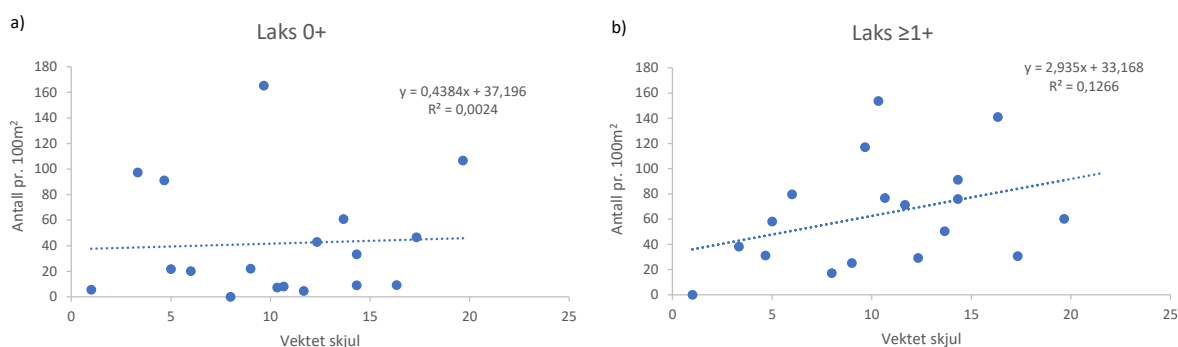 a)
Laks 0+
y = 0,4384x + 37,196
R² = 0,0024
180
160
140
120
100
80
60
40
20
0
Antall pr. 100m²
0 5 10 15 20 25
Vektet skjul
b)
Laks ≥1+
y = 2,935x + 33,168
R² = 0,1266
180
160
140
120
100
80
60
40
20
0
Antall pr. 100m²
0 5 10 15 20 25
Vektet skjul